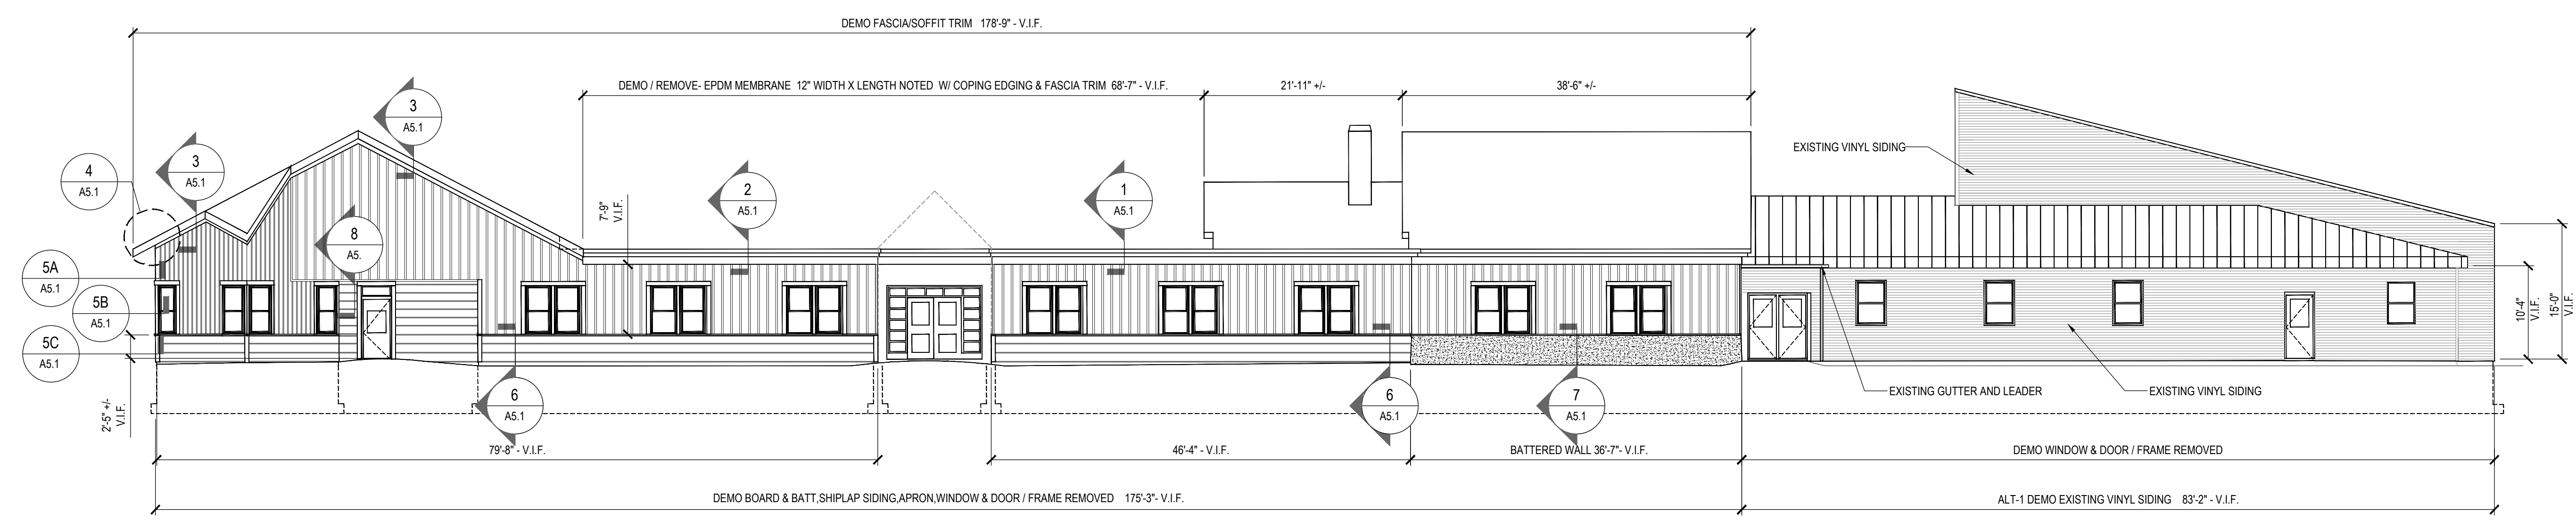 DEMO FASCIA/SOFFIT TRIM 178'-9" - V.I.F.
DEMO / REMOVE- EPDM MEMBRANE 12" WIDTH X LENGTH NOTED W/ COPING EDGING & FASCIA TRIM 68'-7" - V.I.F.
21'-11" +/-
38'-6" +/-
3
A5.1
3
A5.1
4
A5.1
2
A5.1
1
A5.1
7'-9"
V.I.F.
8
A5.
EXISTING VINYL SIDING
5A
A5.1
5B
A5.1
5C
A5.1
10'-4"
V.I.F.
15'-0"
V.I.F.
2'-5" +/-
V.I.F.
6
A5.1
6
A5.1
7
A5.1
EXISTING GUTTER AND LEADER
EXISTING VINYL SIDING
79'-8" - V.I.F.
46'-4" - V.I.F.
BATTERED WALL 36'-7"- V.I.F.
DEMO WINDOW & DOOR / FRAME REMOVED
DEMO BOARD & BATT,SHIPLAP SIDING,APRON,WINDOW & DOOR / FRAME REMOVED 175'-3"- V.I.F.
ALT-1 DEMO EXISTING VINYL SIDING 83'-2" - V.I.F.